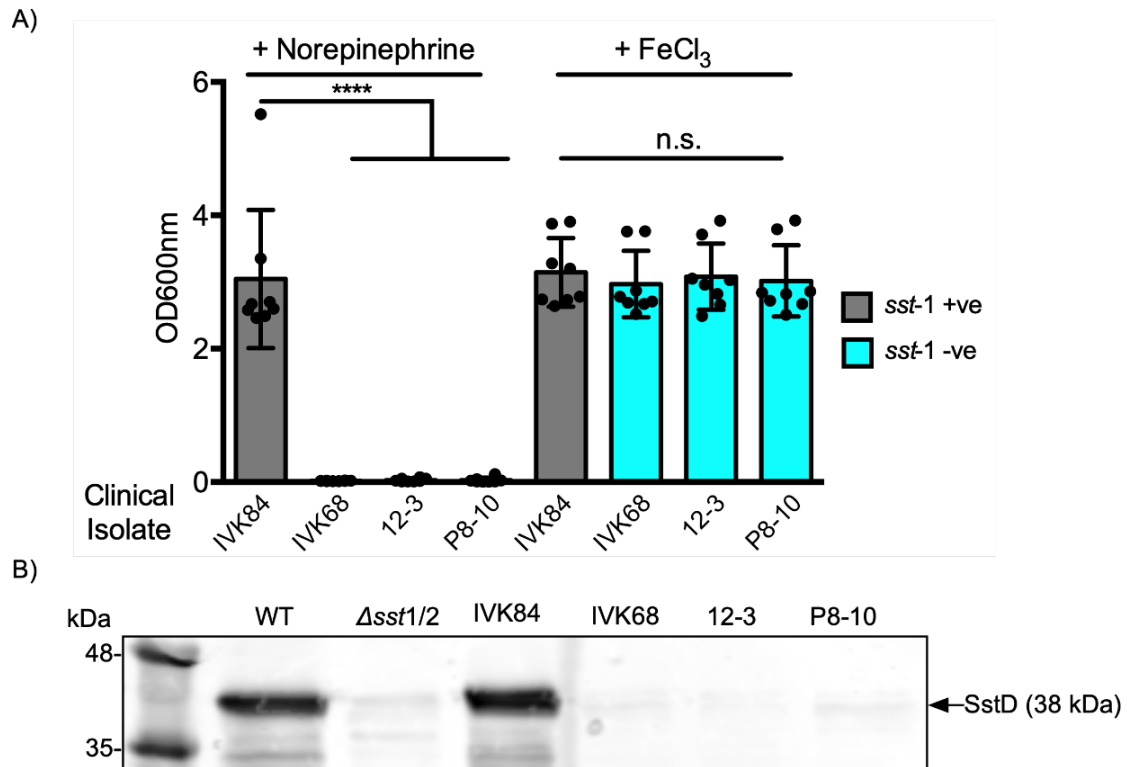 A)
+ Norepinephrine
+ FeCl₃
6
****
n.s.
4
OD600nm
sst-1 +ve
sst-1 -ve
2
0
Clinical
Isolate
IVK84
IVK68
12-3
P8-10
IVK84
IVK68
12-3
P8-10
B)
kDa
WT
Δsst1/2
IVK84
IVK68
12-3
P8-10
48-
SstD (38 kDa)
35-